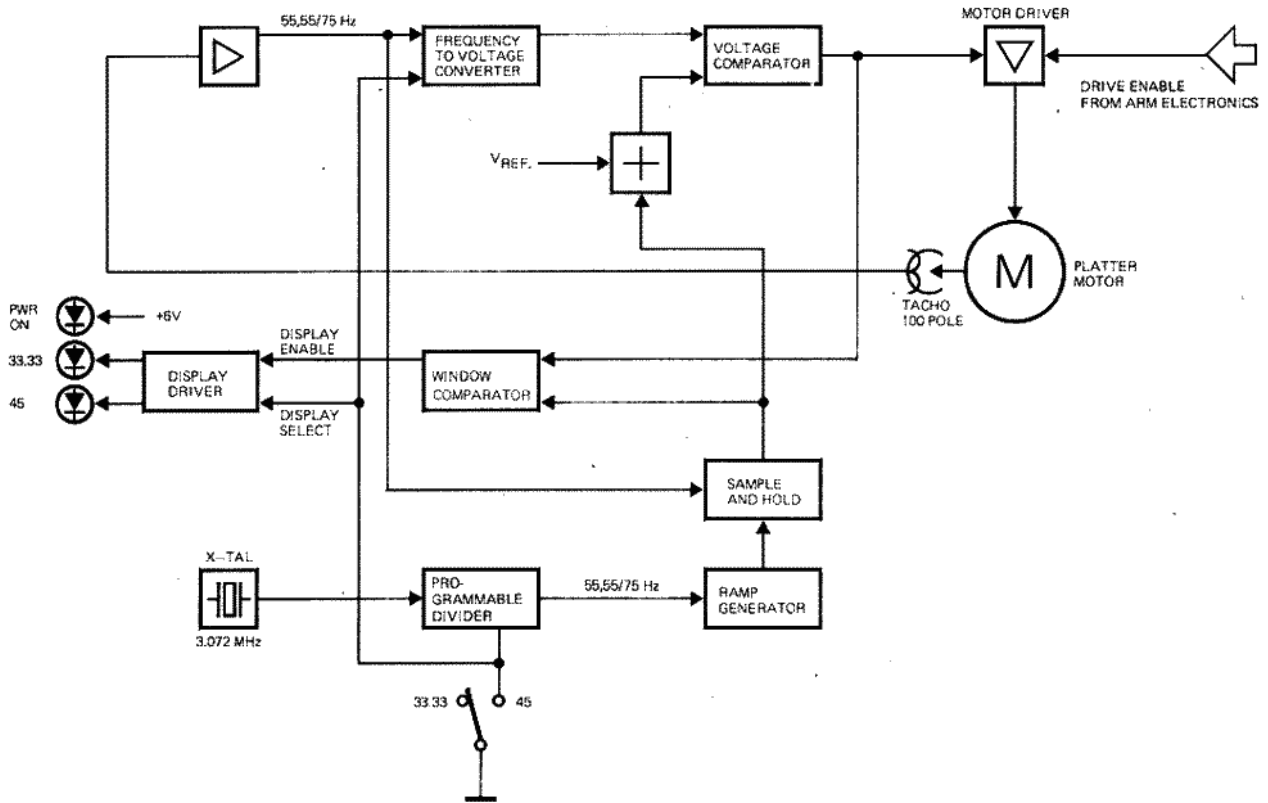 55,55/75 Hz
FREQUENCY
TO VOLTAGE
CONVERTER
VOLTAGE
COMPARATOR
MOTOR DRIVER
DRIVE ENABLE
FROM ARM ELECTRONICS
VREF.
M
PLATTER
MOTOR
TACHO
100 POLE
PWR
ON
+6V
33.33
45
DISPLAY
DRIVER
DISPLAY
ENABLE
DISPLAY
SELECT
WINDOW
COMPARATOR
SAMPLE
AND HOLD
X-TAL
3.072 MHz
PRO-
GRAMMABLE
DIVIDER
55,55/75 Hz
RAMP
GENERATOR
33.33
45